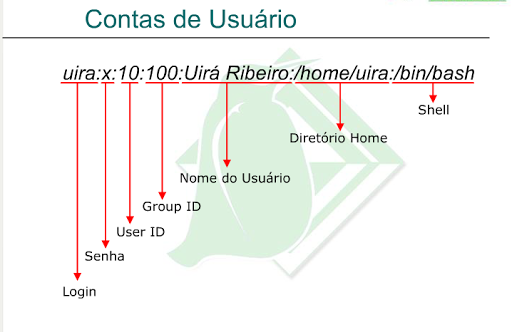 Contas de Usuário
uira:x:10:100:Uirá Ribeiro:/home/uira:/bin/bash
Shell
Diretório Home
Nome do Usuário
Group ID
User ID
Senha
Login